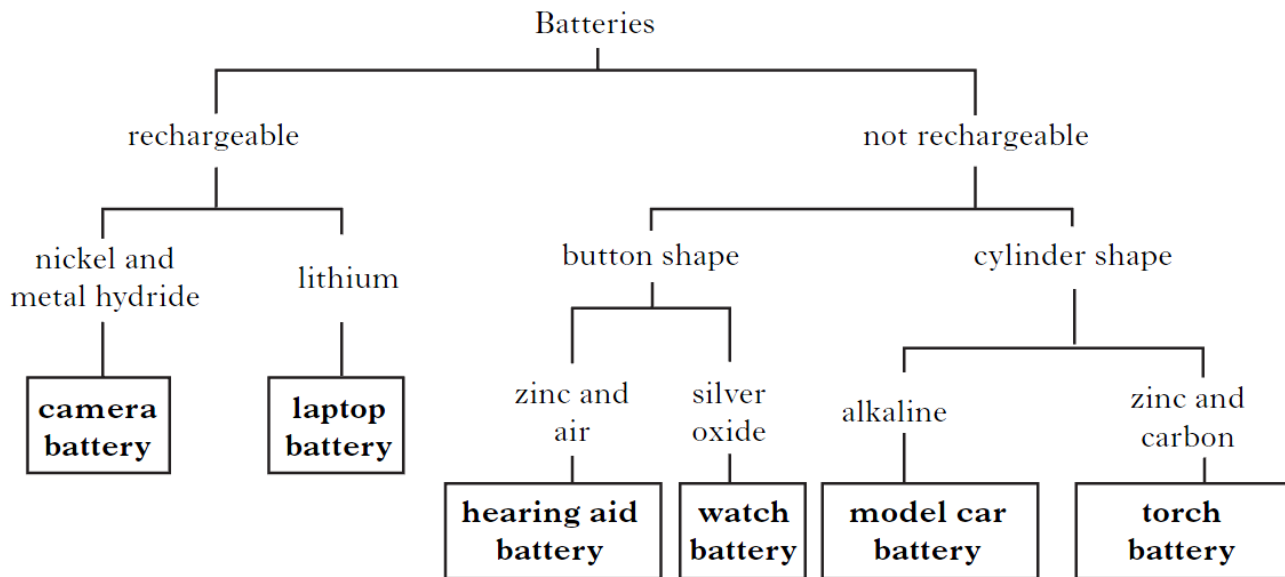 Batteries
rechargeable
not rechargeable
nickel and
metal hydride
lithium
button shape
cylinder shape
camera
battery
laptop
battery
zinc and
air
silver
oxide
alkaline
zinc and
carbon
hearing aid
battery
watch
battery
model car
battery
torch
battery